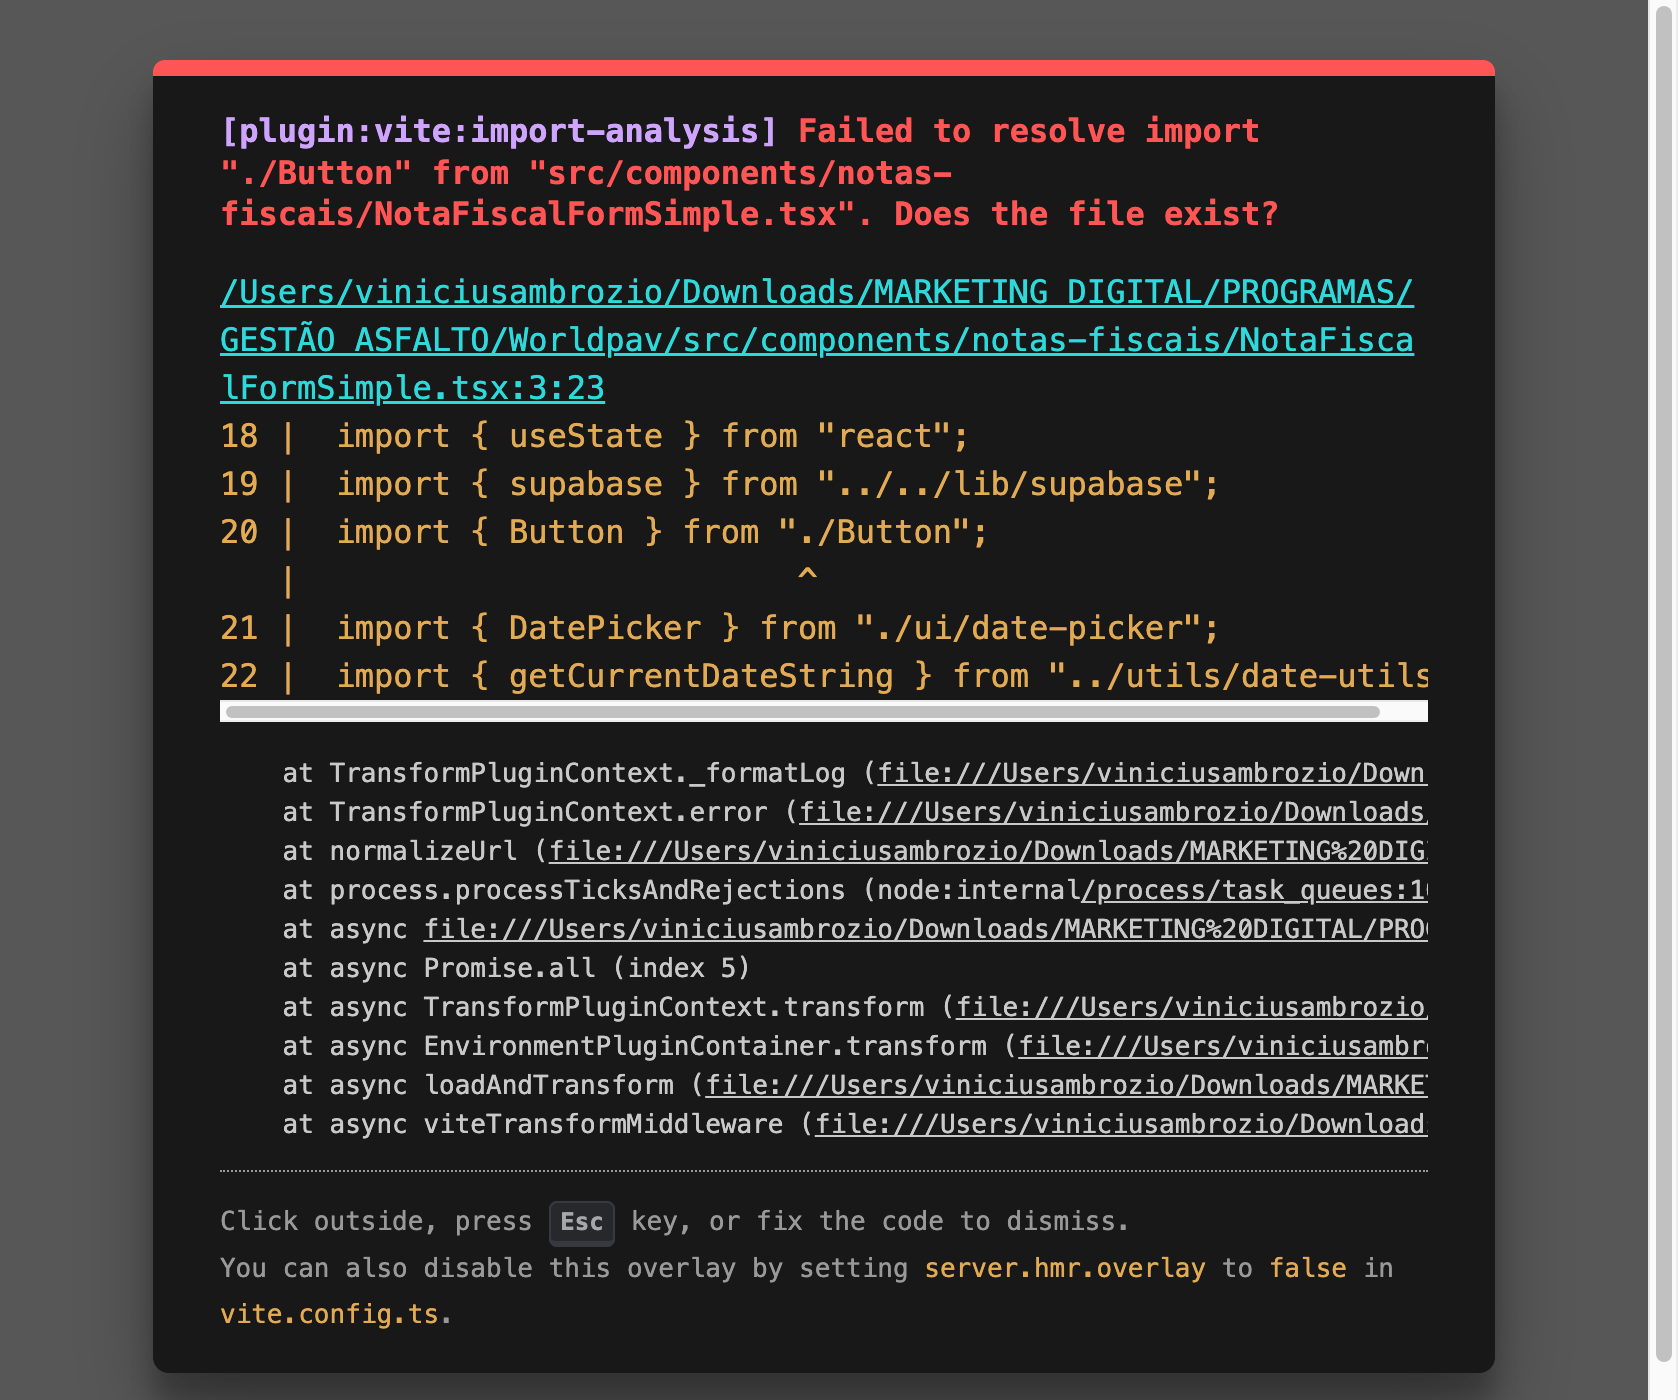 [plugin:vite:import-analysis] Failed to resolve import
"./Button" from "src/components/notas-
fiscais/NotaFiscalFormSimple.tsx". Does the file exist?
/Users/viniciusambrozio/Downloads/MARKETING DIGITAL/PROGRAMAS/
GESTÃO ASFALTO/Worldpav/src/components/notas-fiscais/NotaFisca
lFormSimple.tsx:3:23
18 |  import { useState } from "react";
19 |  import { supabase } from "../../lib/supabase";
20 |  import { Button } from "./Button";
   |                          ^
21 |  import { DatePicker } from "./ui/date-picker";
22 |  import { getCurrentDateString } from "../utils/date-utils
at TransformPluginContext._formatLog (file:///Users/viniciusambrozio/Down
at TransformPluginContext.error (file:///Users/viniciusambrozio/Downloads/
at normalizeUrl (file:///Users/viniciusambrozio/Downloads/MARKETING%20DIG
at process.processTicksAndRejections (node:internal/process/task_queues:1
at async file:///Users/viniciusambrozio/Downloads/MARKETING%20DIGITAL/PRO
at async Promise.all (index 5)
at async TransformPluginContext.transform (file:///Users/viniciusambrozio/
at async EnvironmentPluginContainer.transform (file:///Users/viniciusambr
at async loadAndTransform (file:///Users/viniciusambrozio/Downloads/MARKE
at async viteTransformMiddleware (file:///Users/viniciusambrozio/Download
Click outside, press Esc key, or fix the code to dismiss.
You can also disable this overlay by setting server.hmr.overlay to false in
vite.config.ts.